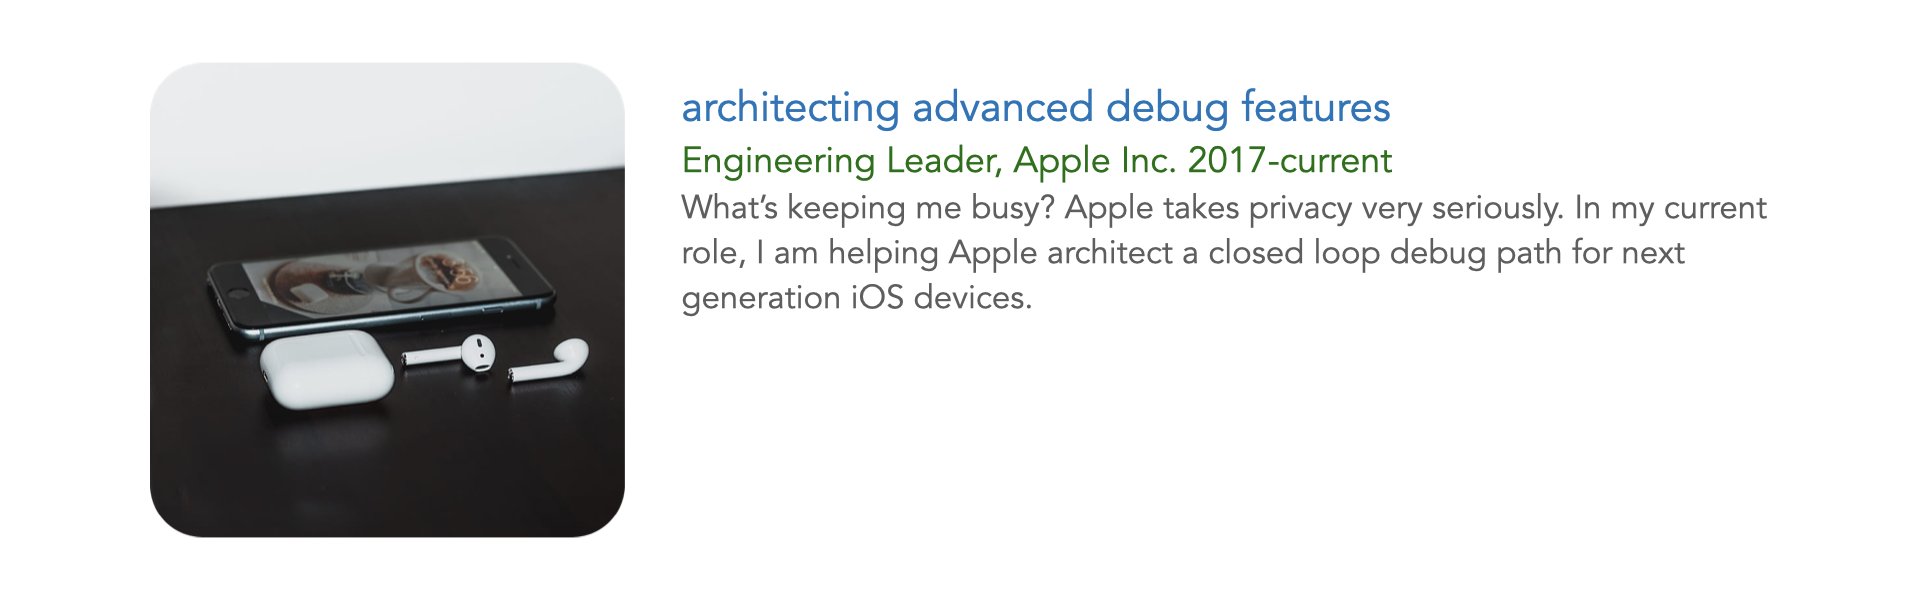 architecting advanced debug features
Engineering Leader, Apple Inc. 2017-current
What’s keeping me busy? Apple takes privacy very seriously. In my current
role, I am helping Apple architect a closed loop debug path for next
generation iOS devices.